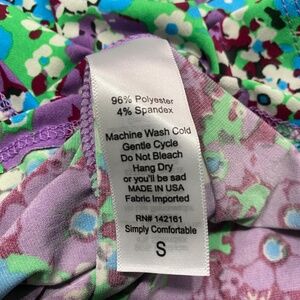 96% Polyester
4% Spandex
Machine Wash Cold
Gentle Cycle
Do Not Bleach
Hang Dry
or you'll be sad
MADE IN USA
Fabric Imported
RN# 142161
Simply Comfortable
S